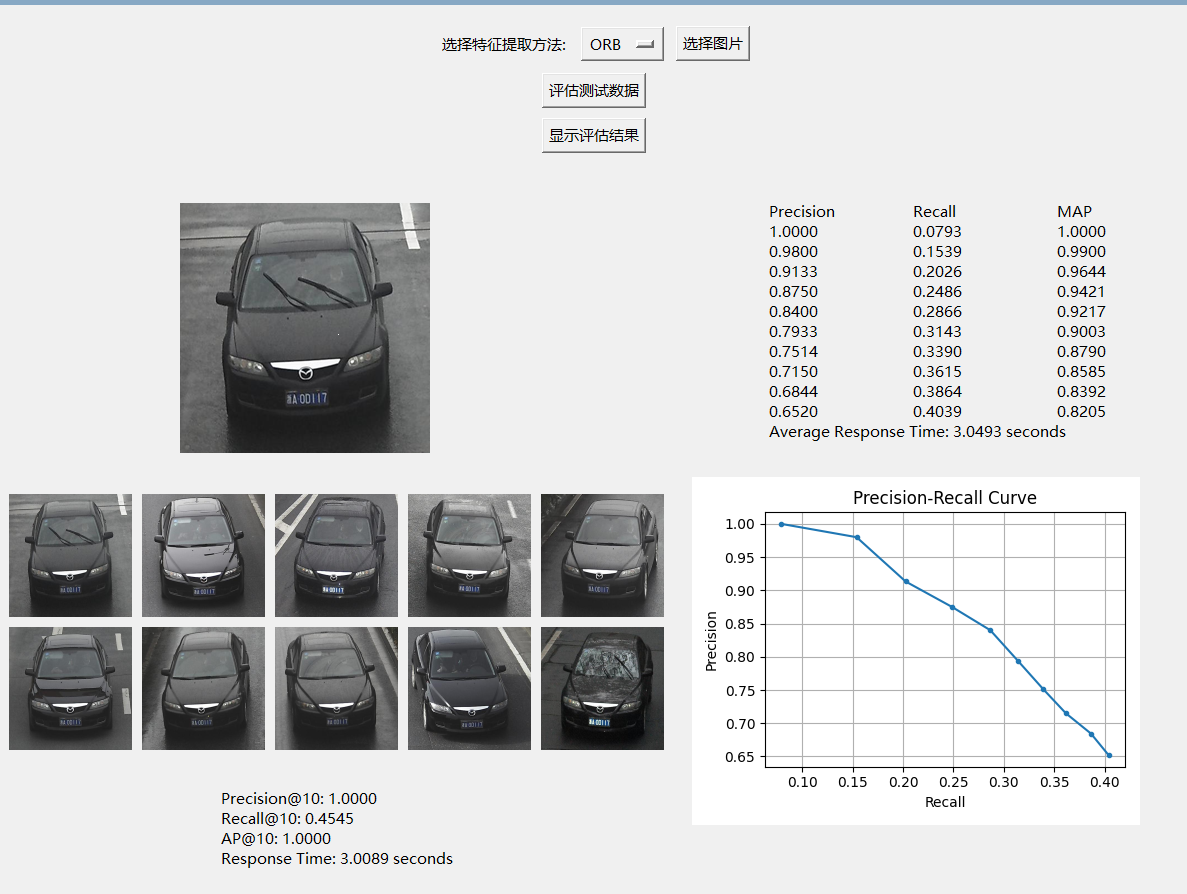 选择特征提取方法: ORB 选择图片
评估测试数据
显示评估结果
浙A 0D117
Precision Recall MAP
1.0000 0.0793 1.0000
0.9800 0.1539 0.9900
0.9133 0.2026 0.9644
0.8750 0.2486 0.9421
0.8400 0.2866 0.9217
0.7933 0.3143 0.9003
0.7514 0.3390 0.8790
0.7150 0.3615 0.8585
0.6844 0.3864 0.8392
0.6520 0.4039 0.8205
Average Response Time: 3.0493 seconds
Precision-Recall Curve
1.00
0.95
0.90
0.85
0.80
0.75
0.70
0.65
Precision
0.10 0.15 0.20 0.25 0.30 0.35 0.40
Recall
Precision@10: 1.0000
Recall@10: 0.4545
AP@10: 1.0000
Response Time: 3.0089 seconds